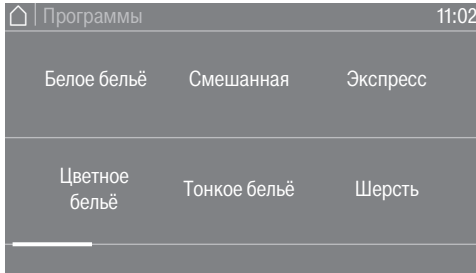 Программы 11:02
Белое бельё Смешанная Экспресс
Цветное
бельё Тонкое бельё Шерсть